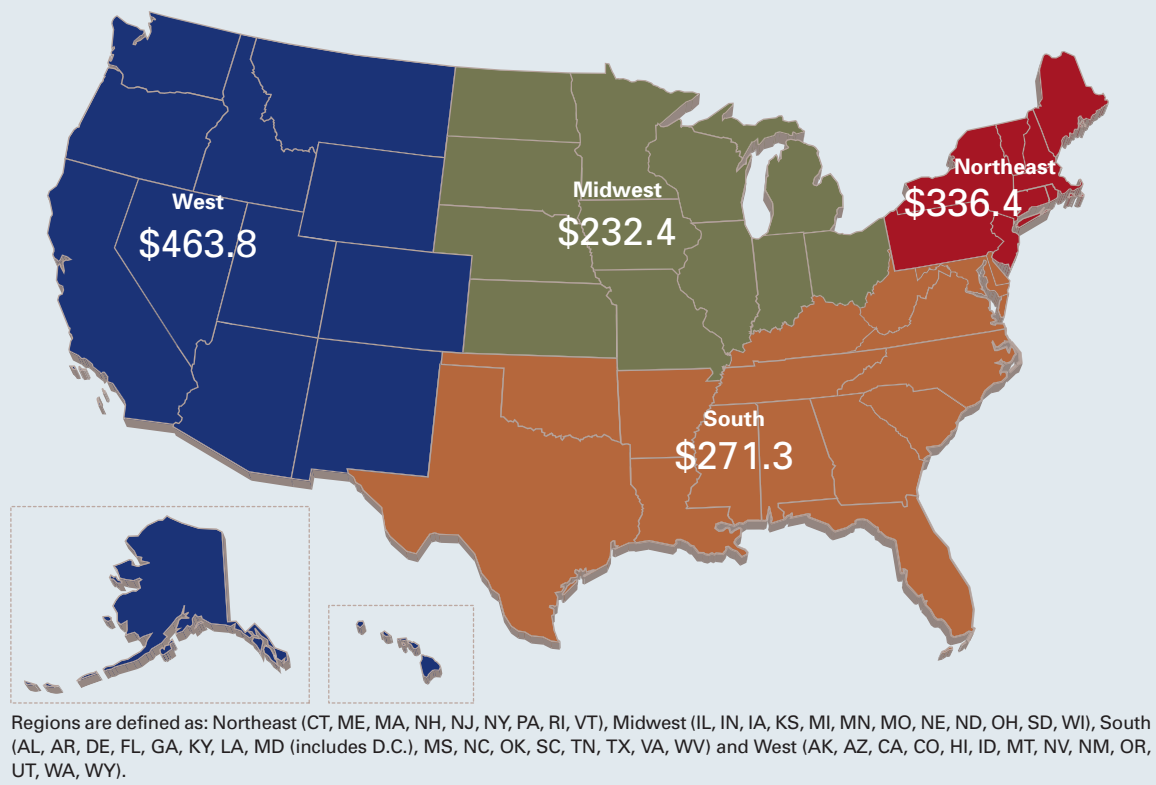 West
$463.8
Midwest
$232.4
Northeast
$336.4
South
$271.3
Regions are defined as: Northeast (CT, ME, MA, NH, NJ, NY, PA, RI, VT), Midwest (IL, IN, IA, KS, MI, MN, MO, NE, ND, OH, SD, WI), South
(AL, AR, DE, FL, GA, KY, LA, MD (includes D.C.), MS, NC, OK, SC, TN, TX, VA, WV) and West (AK, AZ, CA, CO, HI, ID, MT, NV, NM, OR,
UT, WA, WY).